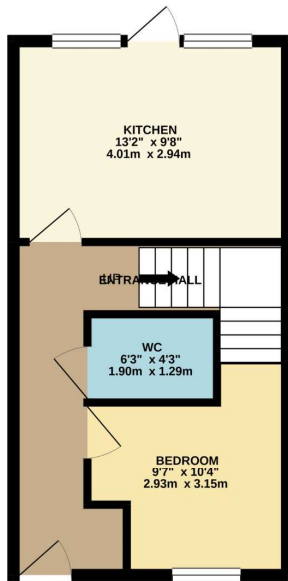 KITCHEN
13'2" x 9'8"
4.01m x 2.94m
ENTRANCE HALL
WC
6'3" x 4'3"
1.90m x 1.29m
BEDROOM
9'7" x 10'4"
2.93m x 3.15m